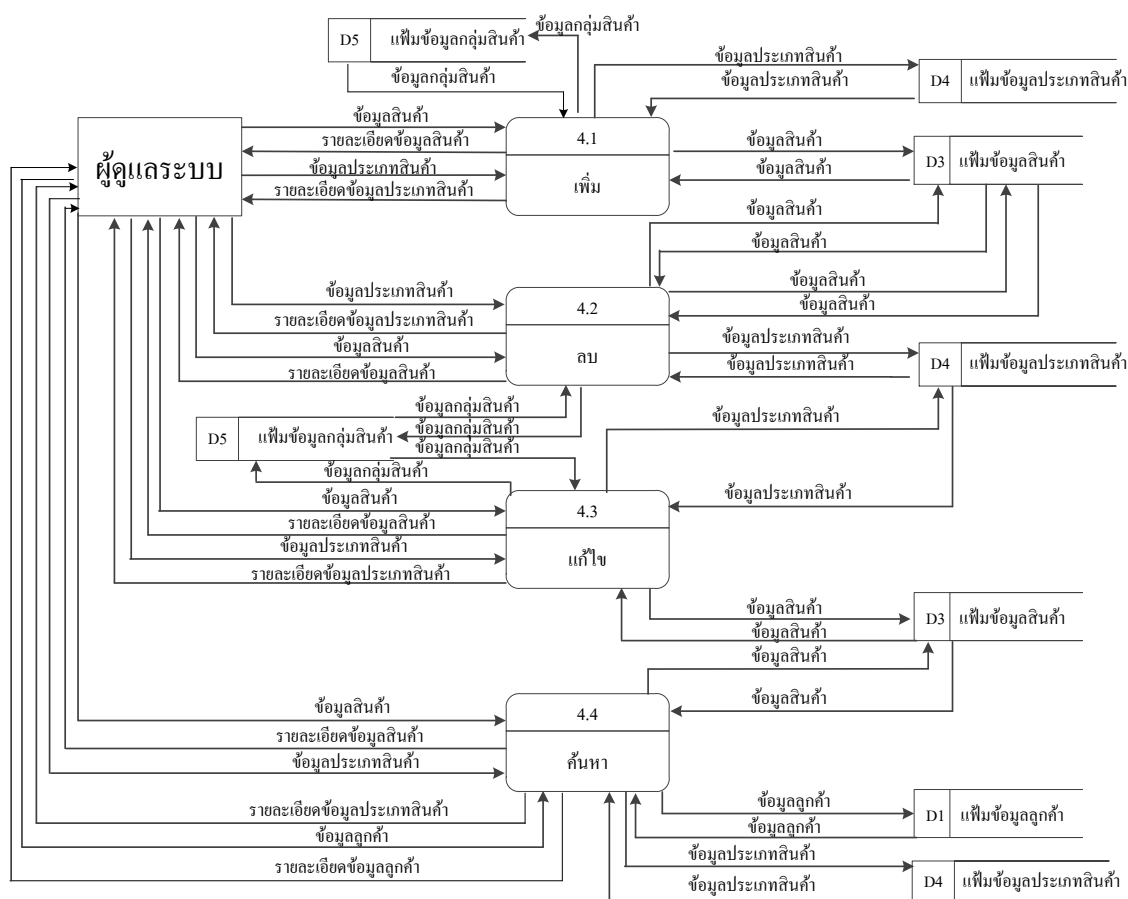 ข้อมูลกลุ่มสินค้า
D5 แฟ้มข้อมูลกลุ่มสินค้า
ข้อมูลกลุ่มสินค้า
ข้อมูลประเภทสินค้า
ข้อมูลประเภทสินค้า
D4 แฟ้มข้อมูลประเภทสินค้า
ผู้ดูแลระบบ
ข้อมูลสินค้า
รายละเอียดข้อมูลสินค้า
ข้อมูลประเภทสินค้า
รายละเอียดข้อมูลประเภทสินค้า
4.1
เพิ่ม
ข้อมูลสินค้า
ข้อมูลสินค้า
D3 แฟ้มข้อมูลสินค้า
ข้อมูลสินค้า
ข้อมูลสินค้า
ข้อมูลสินค้า
ข้อมูลสินค้า
ข้อมูลประเภทสินค้า
รายละเอียดข้อมูลประเภทสินค้า
ข้อมูลสินค้า
รายละเอียดข้อมูลสินค้า
4.2
ลบ
ข้อมูลประเภทสินค้า
ข้อมูลประเภทสินค้า
D4 แฟ้มข้อมูลประเภทสินค้า
ข้อมูลกลุ่มสินค้า
ข้อมูลกลุ่มสินค้า
D5 แฟ้มข้อมูลกลุ่มสินค้า
ข้อมูลกลุ่มสินค้า
ข้อมูลกลุ่มสินค้า
ข้อมูลประเภทสินค้า
ข้อมูลประเภทสินค้า
ข้อมูลสินค้า
รายละเอียดข้อมูลสินค้า
ข้อมูลประเภทสินค้า
รายละเอียดข้อมูลประเภทสินค้า
4.3
แก้ไข
ข้อมูลสินค้า
ข้อมูลสินค้า
D3 แฟ้มข้อมูลสินค้า
ข้อมูลสินค้า
ข้อมูลสินค้า
ข้อมูลสินค้า
รายละเอียดข้อมูลสินค้า
ข้อมูลประเภทสินค้า
4.4
ค้นหา
รายละเอียดข้อมูลประเภทสินค้า
ข้อมูลลูกค้า
รายละเอียดข้อมูลลูกค้า
ข้อมูลลูกค้า
ข้อมูลลูกค้า
D1 แฟ้มข้อมูลลูกค้า
ข้อมูลประเภทสินค้า
ข้อมูลประเภทสินค้า
D4 แฟ้มข้อมูลประเภทสินค้า